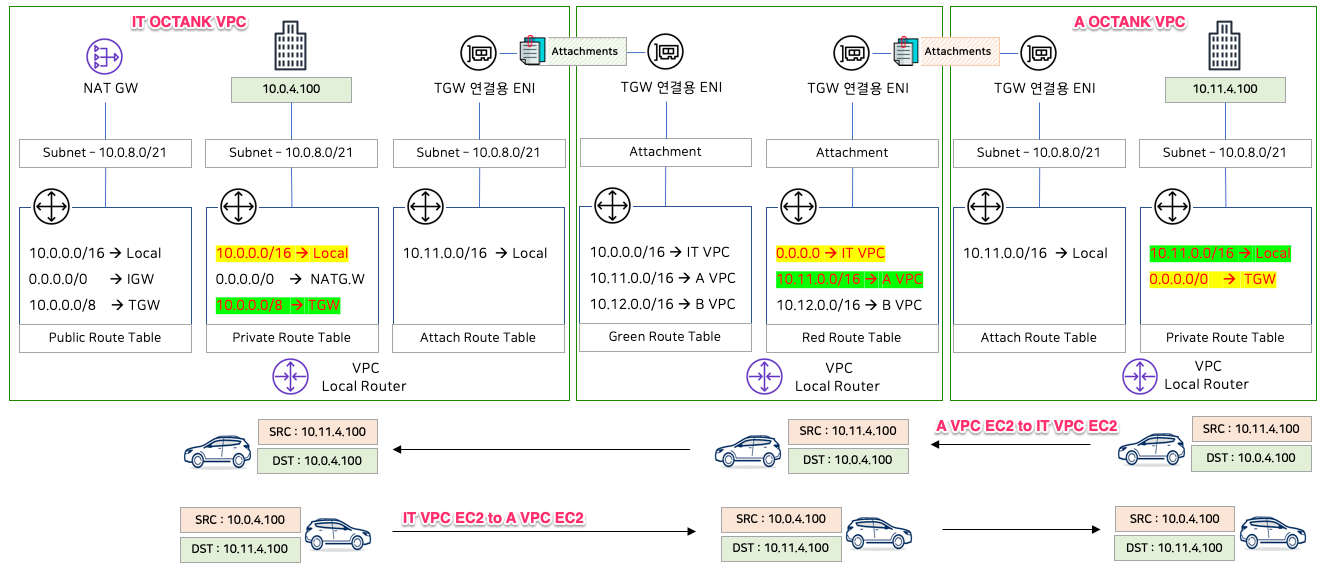 IT OCTANK VPC
A OCTANK VPC
Attachments
Attachments
NAT GW
10.0.4.100
TGW 연결용 ENI
TGW 연결용 ENI
TGW 연결용 ENI
TGW 연결용 ENI
10.11.4.100
Subnet – 10.0.8.0/21
Subnet – 10.0.8.0/21
Subnet – 10.0.8.0/21
Attachment
Attachment
Subnet – 10.0.8.0/21
Subnet – 10.0.8.0/21
10.0.0.0/16 → Local
0.0.0.0/0 → IGW
10.0.0.0/8 → TGW
Public Route Table
10.0.0.0/16 → Local
0.0.0.0/0 → NATG.W
10.0.0.0/8 → TGW
Private Route Table
10.11.0.0/16 → Local
Attach Route Table
10.0.0.0/16 → IT VPC
10.11.0.0/16 → A VPC
10.12.0.0/16 → B VPC
Green Route Table
0.0.0.0 → IT VPC
10.11.0.0/16 → A VPC
10.12.0.0/16 → B VPC
Red Route Table
10.11.0.0/16 → Local
Attach Route Table
10.11.0.0/16 → Local
0.0.0.0/0 → TGW
Private Route Table
VPC
Local Router
VPC
Local Router
VPC
Local Router
SRC : 10.11.4.100
DST : 10.0.4.100
SRC : 10.11.4.100
DST : 10.0.4.100
A VPC EC2 to IT VPC EC2
SRC : 10.11.4.100
DST : 10.0.4.100
SRC : 10.0.4.100
DST : 10.11.4.100
IT VPC EC2 to A VPC EC2
SRC : 10.0.4.100
DST : 10.11.4.100
SRC : 10.0.4.100
DST : 10.11.4.100